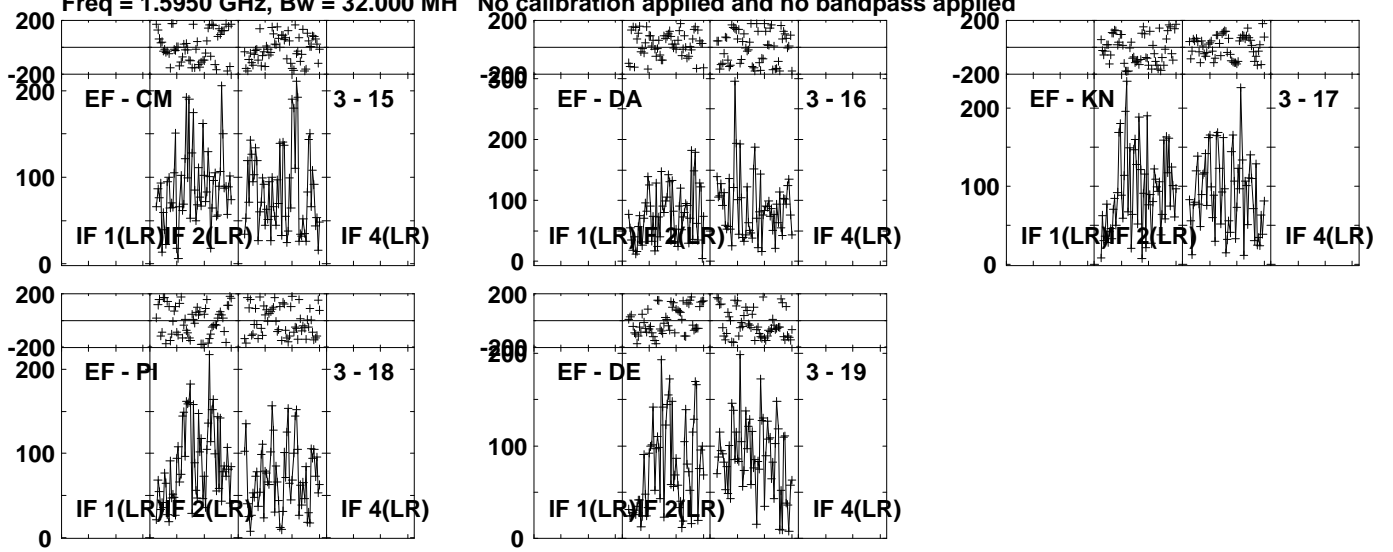 Freq = 1.5950 GHz, Bw = 32.000 MH No calibration applied and no bandpass applied
200
-200
200
EF - CM
3 - 15
100
IF 1(LR) IF 2(LR)
IF 4(LR)
0
200
-200
300
EF - DA
3 - 16
200
100
IF 1(LR) IF 2(LR)
IF 4(LR)
0
200
-200
EF - KN
3 - 17
200
100
IF 1(LR) IF 2(LR)
IF 4(LR)
0
200
-200
200
EF - PI
3 - 18
100
IF 1(LR) IF 2(LR)
IF 4(LR)
0
200
-200
200
EF - DE
3 - 19
100
IF 1(LR) IF 2(LR)
IF 4(LR)
0